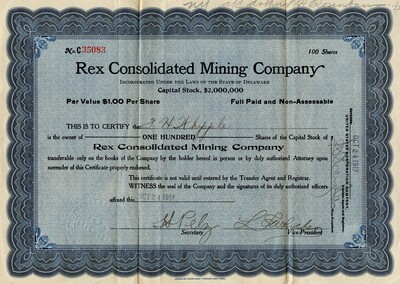 No. C 35083
100 Shares
Rex Consolidated Mining Company
INCORPORATED UNDER THE LAWS OF THE STATE OF DELAWARE
Capital Stock, $2,000,000
Par Value $1.00 Per Share Full Paid and Non-Assessable
THIS IS TO CERTIFY that Whipple
is the owner of ONE HUNDRED Shares of the Capital Stock of
Rex Consolidated Mining Company
transferable only on the books of the Company by the holder hereof in person or by duly authorized Attorney upon
surrender of this Certificate properly endorsed.
This certificate is not valid until entered by the Transfer Agent and Registrar.
WITNESS the seal of the Company and the signatures of its duly authorized officers
affixed this OCT 24 1917
Secretary Vice-President